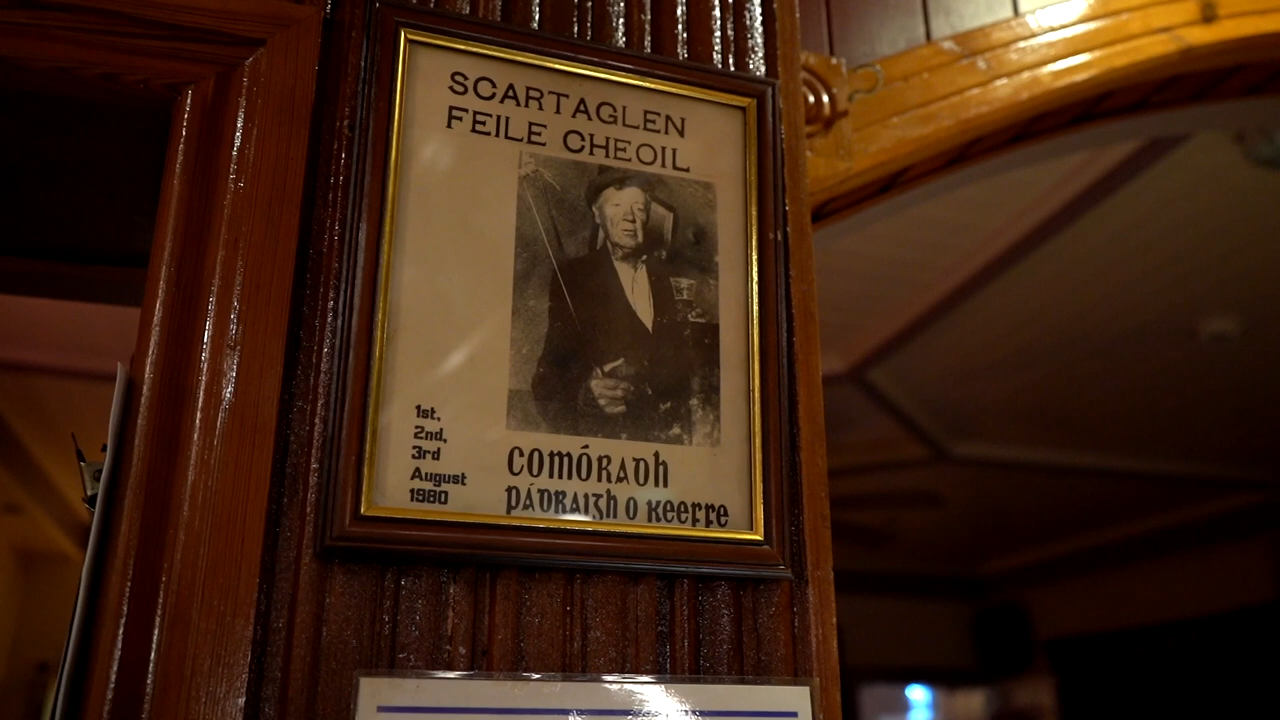 SCARTAGLEN
FEILE CHEOIL
1st,
2nd,
3rd
August
1980
COMÓRADH
PÁDRAIGH O KEEFFE